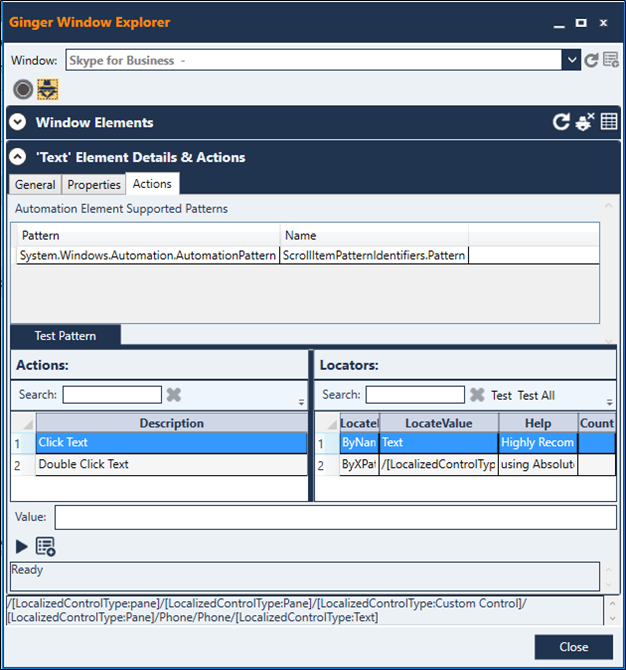 Ginger Window Explorer
Window: Skype for Business -
Window Elements
'Text' Element Details & Actions
General Properties Actions
Automation Element Supported Patterns
Pattern Name
System.Windows.Automation.AutomationPattern ScrollItemPatternIdentifiers.Pattern
Test Pattern
Actions:
Search:
Description
1 Click Text
2 Double Click Text
Locators:
Search: Test Test All
Locatel LocateValue Help Count
1 ByNan Text Highly Recom
2 ByXPat /[LocalizedControlTyp using Absolut
Value:
Ready
/[LocalizedControlType:pane]/[LocalizedControlType:Pane]/[LocalizedControlType:Custom Control]/
[LocalizedControlType:Pane]/Phone/Phone/[LocalizedControlType:Text]
Close